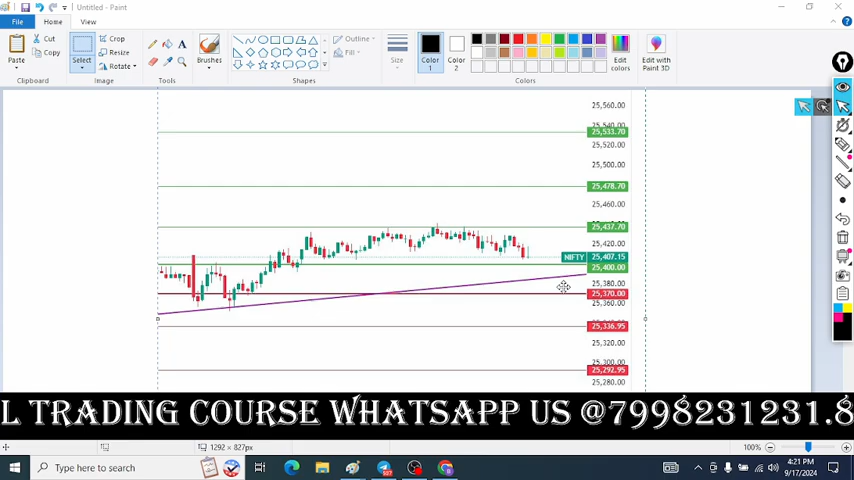 Untitled - Paint
File Home View
Cut Crop Outline
Copy Resize Fill
Paste Select Rotate Brushes Size Color 1 Color 2 Edit colors Edit with Paint 3D
Clipboard Image Tools Shapes Colors
25,560.00
25,540.00
25,533.70
25,520.00
25,500.00
25,478.70
25,460.00
25,437.70
25,420.00
NIFTY 25,407.15
25,400.00
25,380.00
25,370.00
25,360.00
25,336.95
25,320.00
25,300.00
25,292.95
25,280.00
L TRADING COURSE WHATSAPP US @7998231231.8
1292 × 827px 100%
Type here to search
4:21 PM
9/17/2024